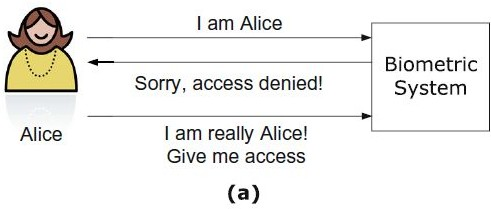 I am Alice
Sorry, access denied!
Biometric
System
Alice
I am really Alice!
Give me access
(a)